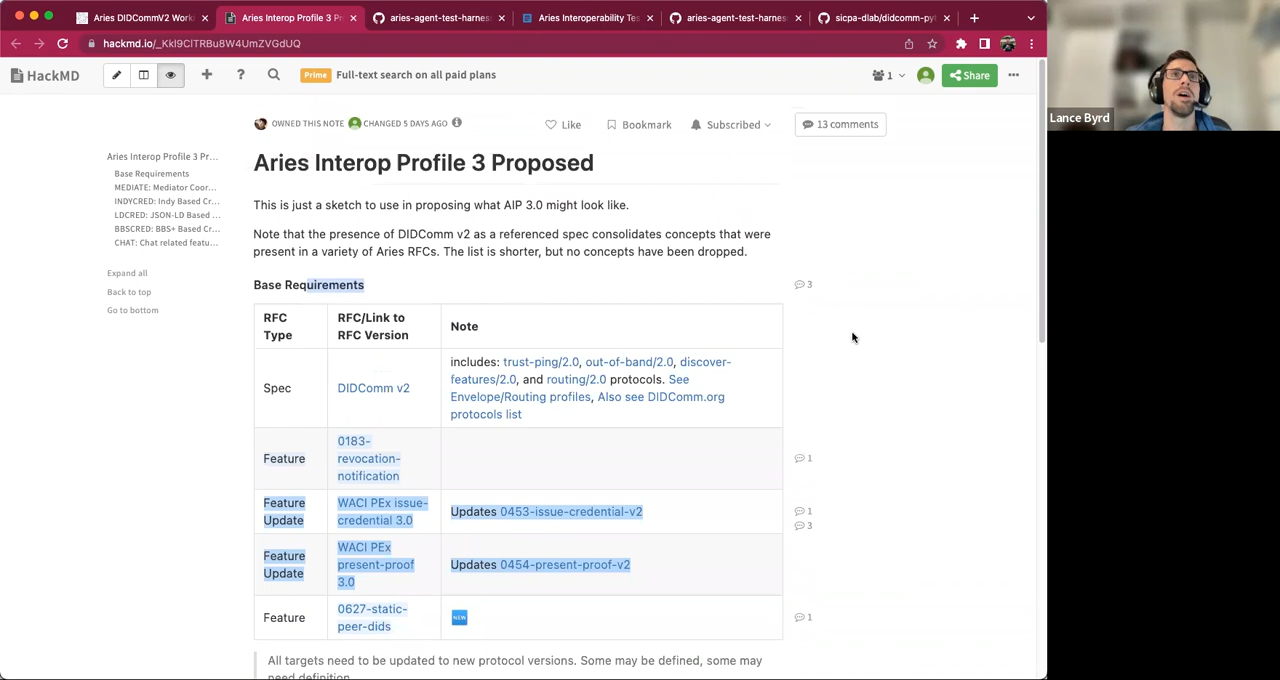 Aries DIDCommV2 Work
Aries Interop Profile 3 Pr
aries-agent-test-harness
Aries Interoperability Tes
aries-agent-test-harness
sicpa-dlab/didcomm-pyt
hackmd.io/_KkI9ClTRBu8W4UmZVGdUQ
HackMD
Prime Full-text search on all paid plans
1
Share
Lance Byrd
OWNED THIS NOTE CHANGED 5 DAYS AGO
Like
Bookmark
Subscribed
13 comments
Aries Interop Profile 3 Pr...
Base Requirements
MEDIATE: Mediator Coor...
INDYCRED: Indy Based Cr...
LDCRED: JSON-LD Based ...
BBSCRED: BBS+ Based Cr...
CHAT: Chat related featu...
Expand all
Back to top
Go to bottom
Aries Interop Profile 3 Proposed
This is just a sketch to use in proposing what AIP 3.0 might look like.
Note that the presence of DIDComm v2 as a referenced spec consolidates concepts that were
present in a variety of Aries RFCs. The list is shorter, but no concepts have been dropped.
Base Requirements
3
RFC Type
RFC/Link to RFC Version
Note
Spec
DIDComm v2
includes: trust-ping/2.0, out-of-band/2.0, discover-
features/2.0, and routing/2.0 protocols. See
Envelope/Routing profiles, Also see DIDComm.org
protocols list
Feature
0183-
revocation-
notification
1
Feature
Update
WACI PEx issue-
credential 3.0
Updates 0453-issue-credential-v2
1
3
Feature
Update
WACI PEx
present-proof
3.0
Updates 0454-present-proof-v2
Feature
0627-static-
peer-dids
NEW
1
All targets need to be updated to new protocol versions. Some may be defined, some may
need definition